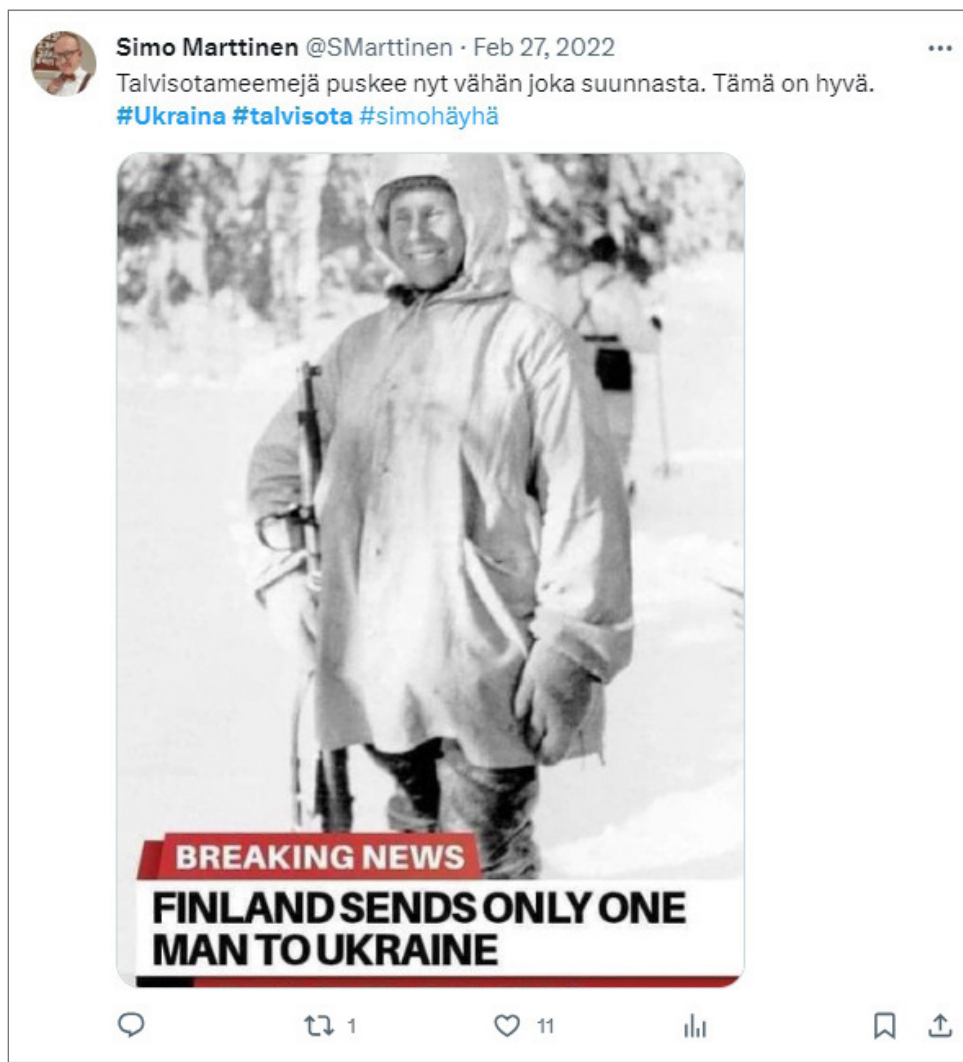 Simo Marttinen @SMarttinen · Feb 27, 2022
Talvisotameemejä puskee nyt vähän joka suunnasta. Tämä on hyvä.
#Ukraina #talvisota #simohäyhä
BREAKING NEWS
FINLAND SENDS ONLY ONE
MAN TO UKRAINE
1 11